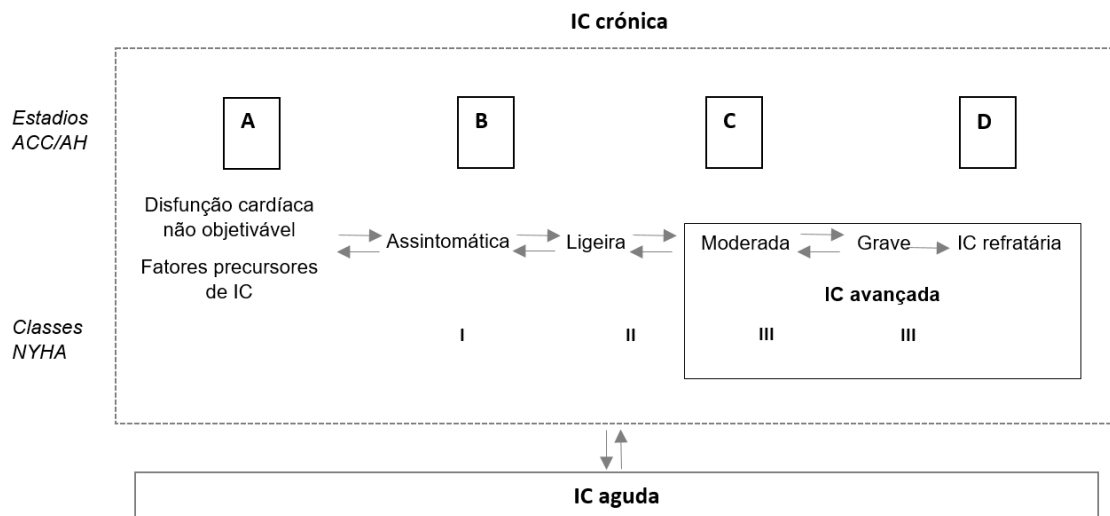 IC crónica
Estadios
ACC/AH
A
B
C
D
Disfunção cardíaca
não objetivável
Fatores precursores
de IC
Assintomática
Ligeira
Moderada
Grave
IC refratária
IC avançada
Classes
NYHA
I
II
III
III
IC aguda